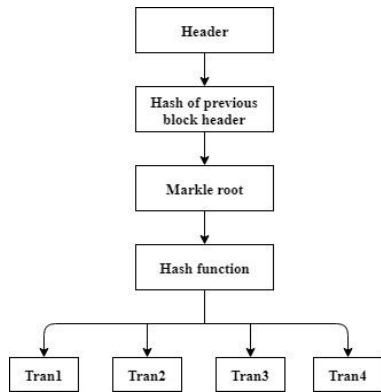 Header
Hash of previous
block header
Markle root
Hash function
Tran1
Tran2
Tran3
Tran4